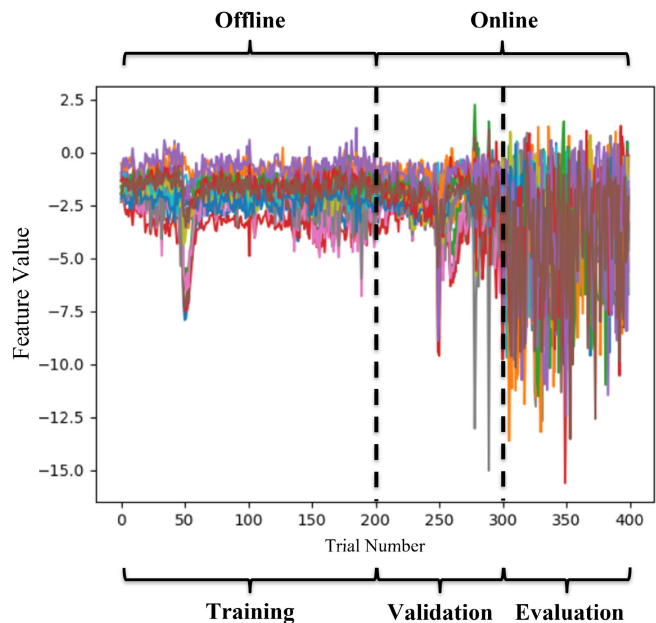 Offline Online
2.5
0.0
−2.5
−5.0
−7.5
−10.0
−12.5
−15.0
Feature Value
0 50 100 150 200 250 300 350 400
Trial Number
Training Validation Evaluation